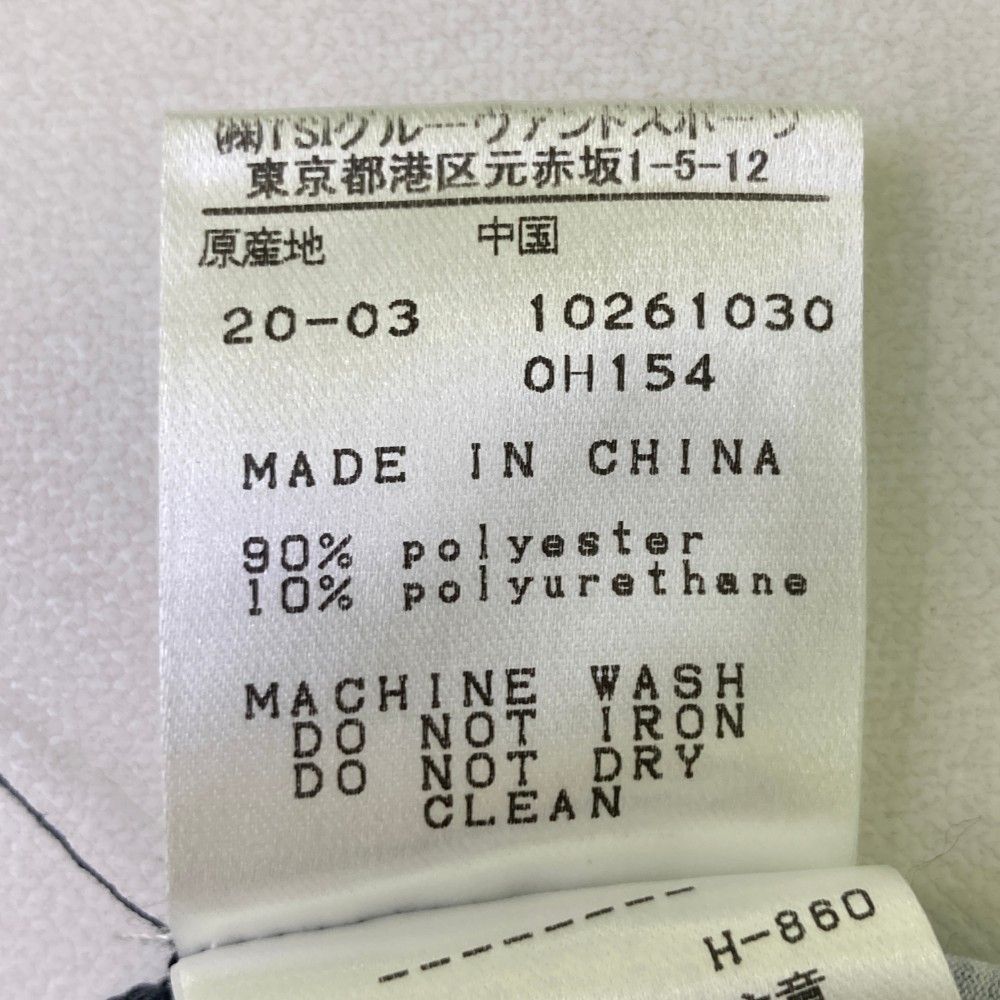 ㈱TSIグルーヴアンドスポーツ
東京都港区元赤坂1-5-12
原産地 中国
20-03 10261030
0H154
MADE IN CHINA
90% polyester
10% polyurethane
MACHINE WASH
DO NOT IRON
DO NOT DRY
CLEAN
H-860